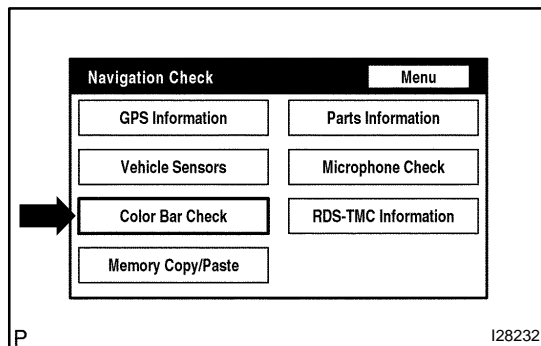 Navigation Check Menu
GPS Information Parts Information
Vehicle Sensors Microphone Check
Color Bar Check RDS-TMC Information
Memory Copy/Paste
P I28232